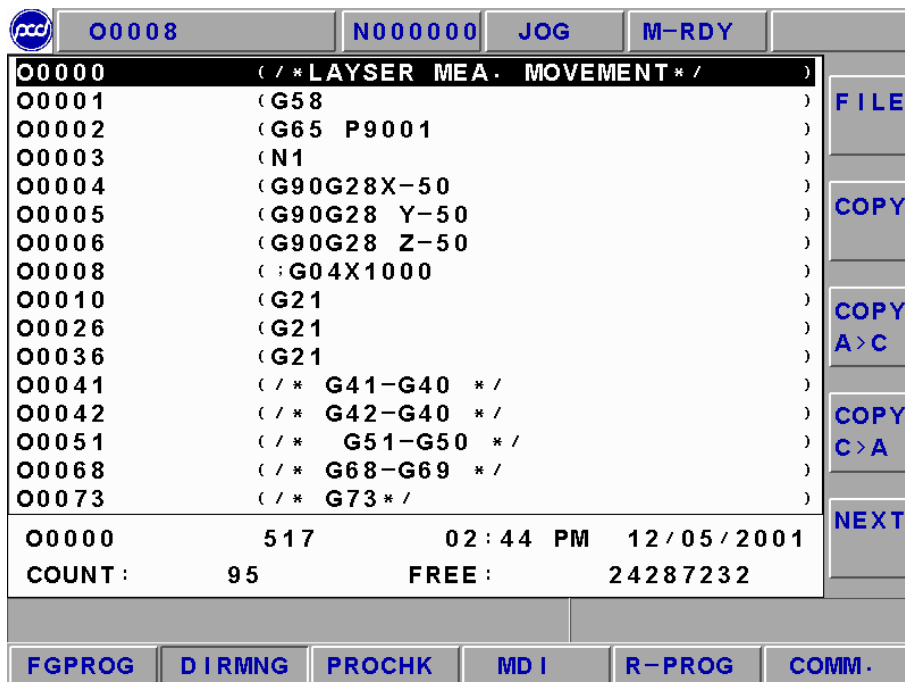 pcd O0008 N000000 JOG M-RDY
O0000 (/*LAYSER MEA. MOVEMENT*/ )
O0001 (G58 )
O0002 (G65 P9001 )
O0003 (N1 )
O0004 (G90G28X-50 )
O0005 (G90G28 Y-50 )
O0006 (G90G28 Z-50 )
O0008 (;G04X1000 )
O0010 (G21 )
O0026 (G21 )
O0036 (G21 )
O0041 (/* G41-G40 */ )
O0042 (/* G42-G40 */ )
O0051 (/* G51-G50 */ )
O0068 (/* G68-G69 */ )
O0073 (/* G73*/ )
O0000 517 02:44 PM 12/05/2001
COUNT: 95 FREE: 24287232
FILE
COPY
COPY
A>C
COPY
C>A
NEXT
FGPROG DIRMNG PROCHK MDI R-PROG COMM.